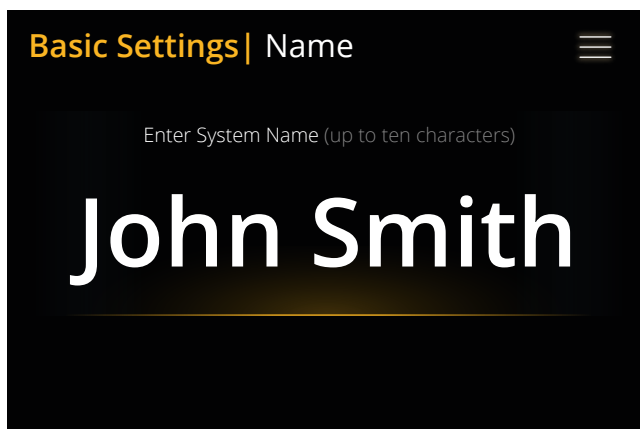 Basic Settings| Name
Enter System Name (up to ten characters)
John Smith